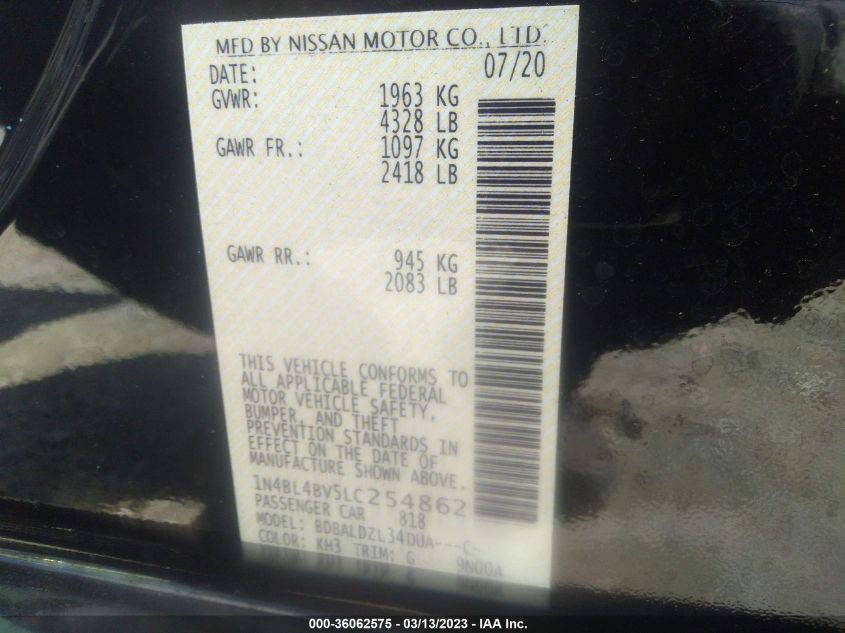 MFD BY NISSAN MOTOR CO., LTD.
DATE: 07/20
GVWR: 1963 KG
4328 LB
GAWR FR.: 1097 KG
2418 LB
GAWR RR.: 945 KG
2083 LB
THIS VEHICLE CONFORMS TO
ALL APPLICABLE FEDERAL
MOTOR VEHICLE SAFETY,
BUMPER, AND THEFT
PREVENTION STANDARDS IN
EFFECT ON THE DATE OF
MANUFACTURE SHOWN ABOVE.
1N4BL4BV5LC254862
PASSENGER CAR 818
MODEL: BDBALDZL34DUA---C-
COLOR: KH3 TRIM: G 9N00A
000-36062575 — 03/13/2023 — IAA Inc.